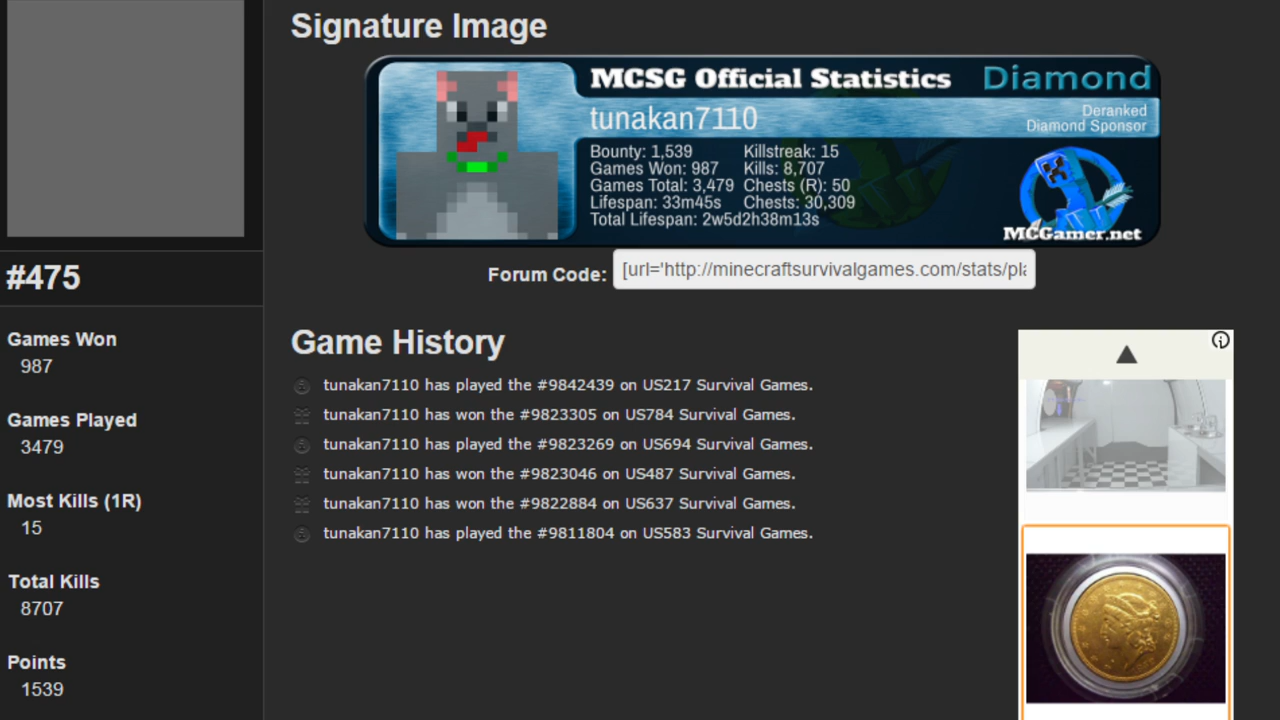 Signature Image
MCSG Official Statistics
Diamond
tunakan7110
Deranked
Diamond Sponsor
Bounty: 1,539 Killstreak: 15
Games Won: 987 Kills: 8,707
Games Total: 3,479 Chests (R): 50
Lifespan: 33m45s Chests: 30,309
Total Lifespan: 2w5d2h38m13s
MCGamer.net
Forum Code: [url='http://minecraftsurvivalgames.com/stats/pla
#475
Games Won
987
Games Played
3479
Most Kills (1R)
15
Total Kills
8707
Points
1539
Game History
tunakan7110 has played the #9842439 on US217 Survival Games.
tunakan7110 has won the #9823305 on US784 Survival Games.
tunakan7110 has played the #9823269 on US694 Survival Games.
tunakan7110 has won the #9823046 on US487 Survival Games.
tunakan7110 has won the #9822884 on US637 Survival Games.
tunakan7110 has played the #9811804 on US583 Survival Games.